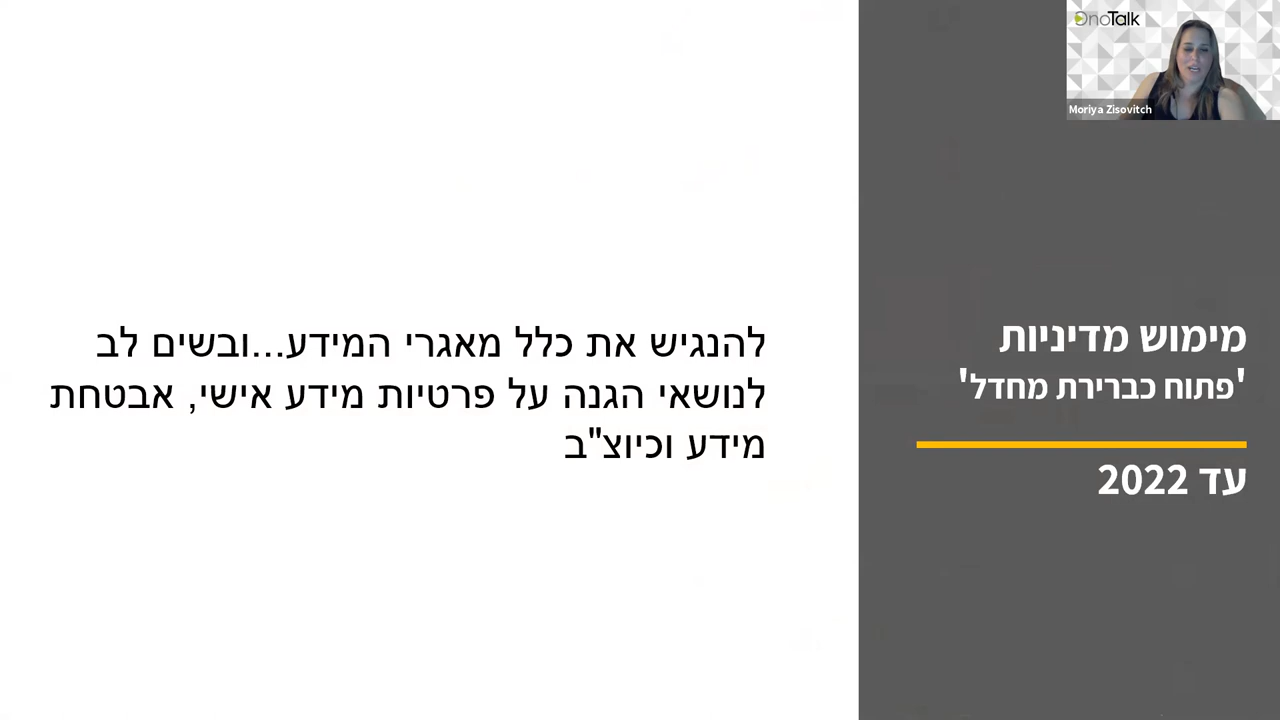 OnoTalk
Moriya Zisovitch
מימוש מדיניות
'פתוח כברירת מחדל'
עד 2022
להנגיש את כלל מאגרי המידע...ובשים לב
לנושאי הגנה על פרטיות מידע אישי, אבטחת
מידע וכיוצ"ב